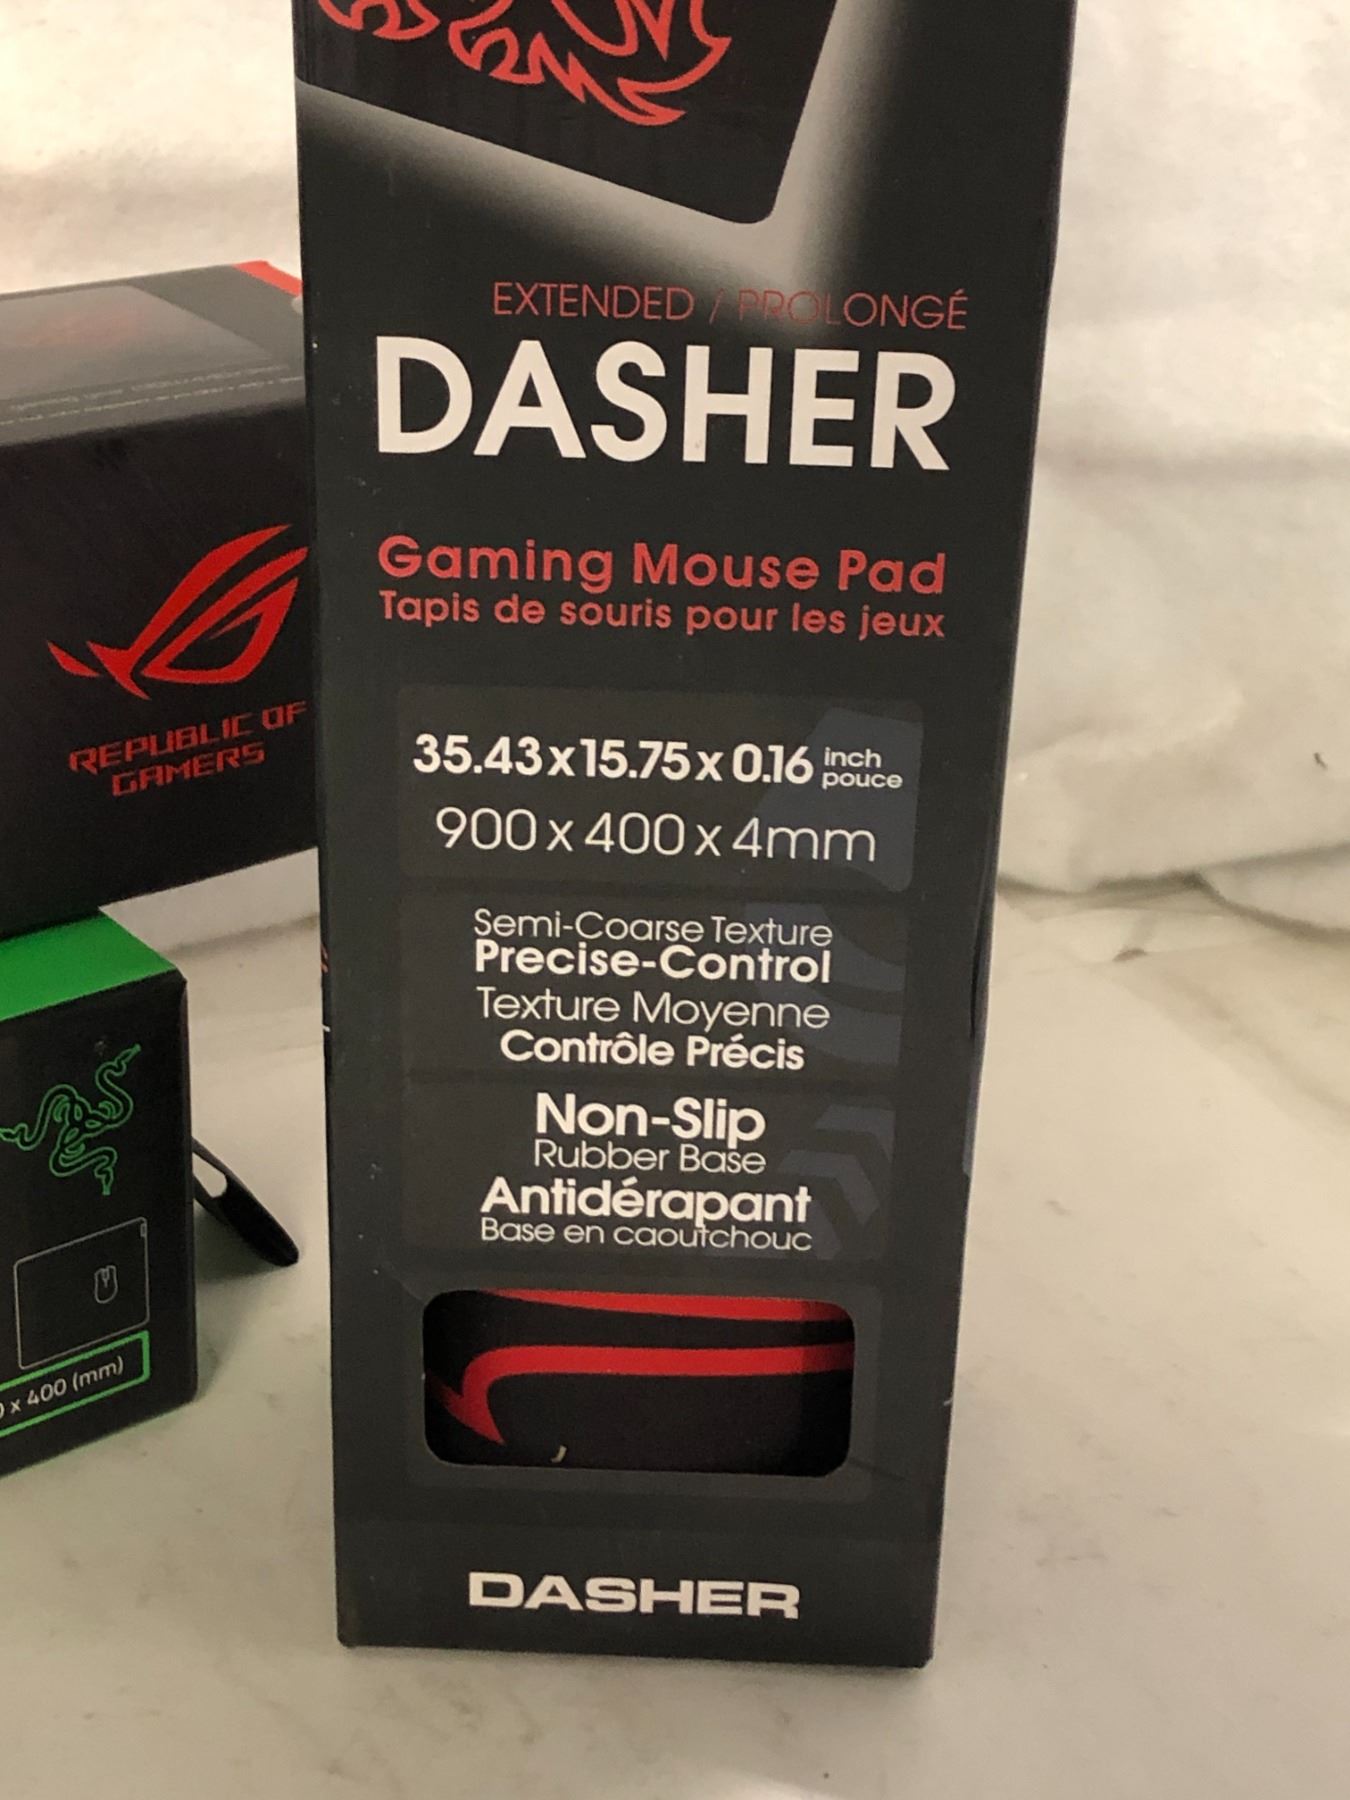 EXTENDED / PROLONGÉ
DASHER
Gaming Mouse Pad
Tapis de souris pour les jeux
35.43 x 15.75 x 0.16 inch
pouce
900 x 400 x 4mm
Semi-Coarse Texture
Precise-Control
Texture Moyenne
Contrôle Précis
Non-Slip
Rubber Base
Antidérapant
Base en caoutchouc
DASHER
REPUBLIC OF
GAMERS
x 400 (mm)